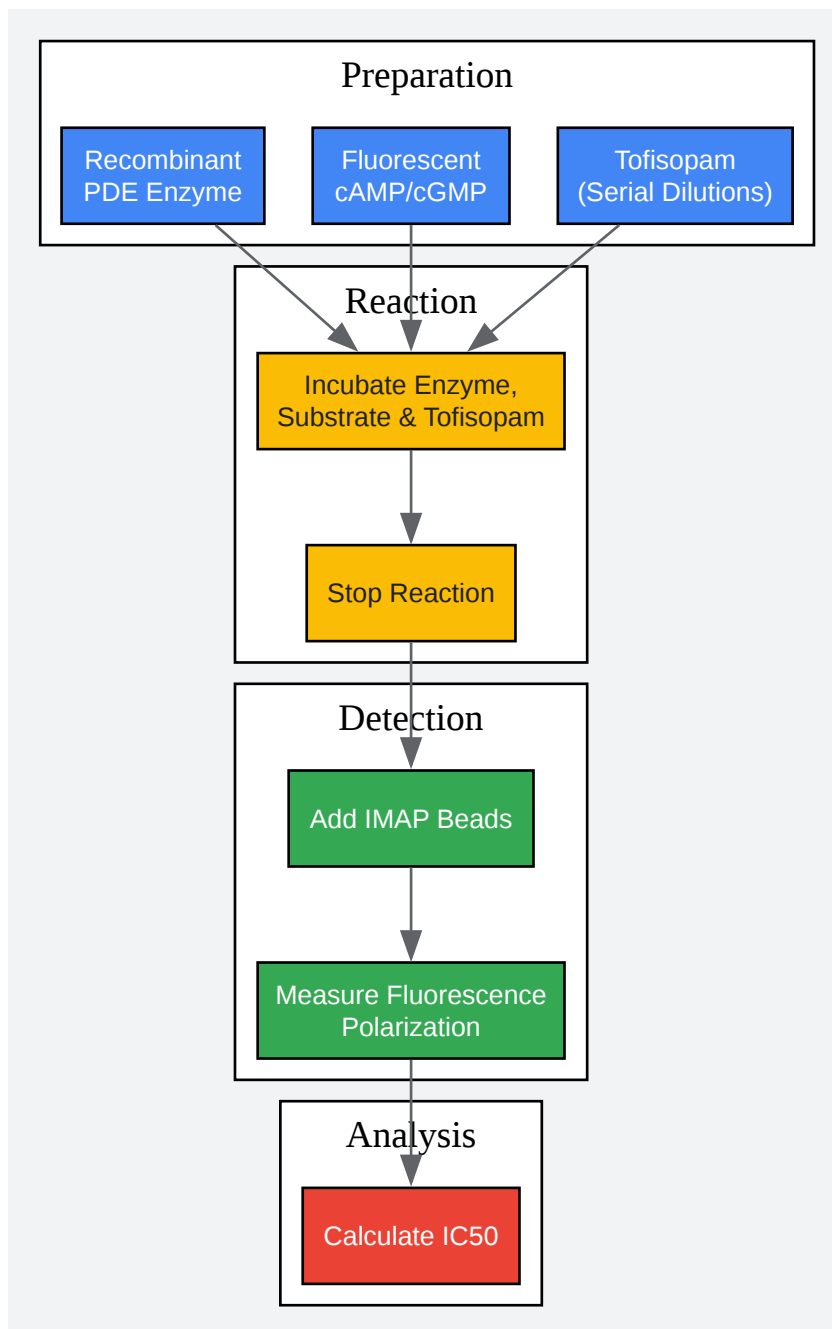 Preparation
Recombinant
PDE Enzyme
Fluorescent
cAMP/cGMP
Tofisopam
(Serial Dilutions)
Reaction
Incubate Enzyme,
Substrate & Tofisopam
Stop Reaction
Detection
Add IMAP Beads
Measure Fluorescence
Polarization
Analysis
Calculate IC50